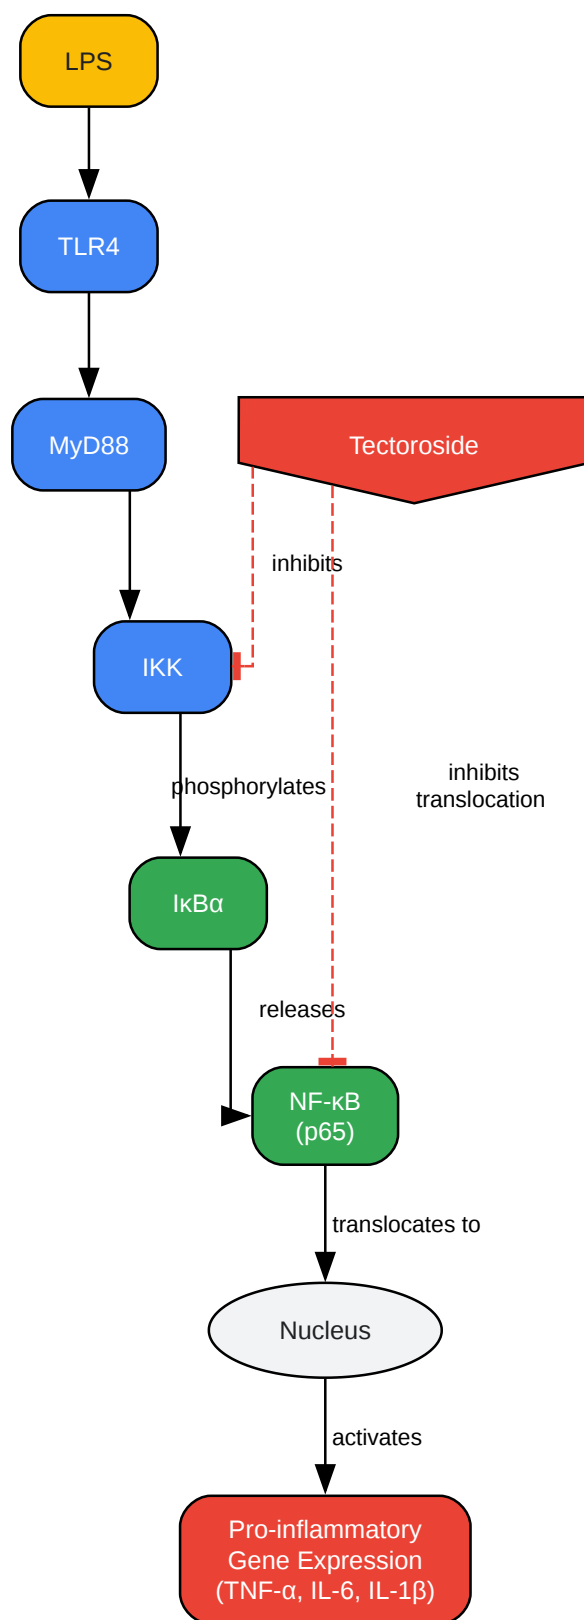 LPS
TLR4
MyD88
Tectoroside
inhibits
IKK
inhibits
translocation
phosphorylates
IκBα
releases
NF-κB
(p65)
translocates to
Nucleus
activates
Pro-inflammatory
Gene Expression
(TNF-α, IL-6, IL-1β)